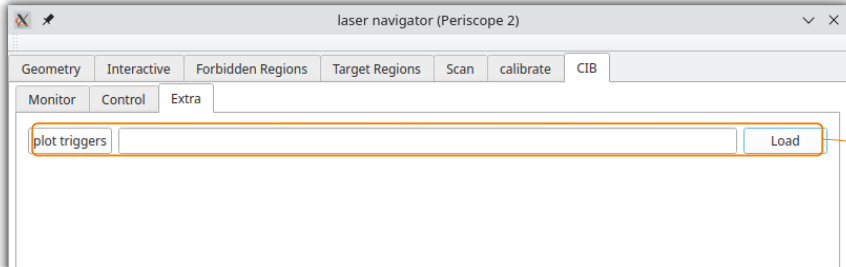 laser navigator (Periscope 2)
Geometry Interactive Forbidden Regions Target Regions Scan calibrate CIB
Monitor Control Extra
plot triggers Load